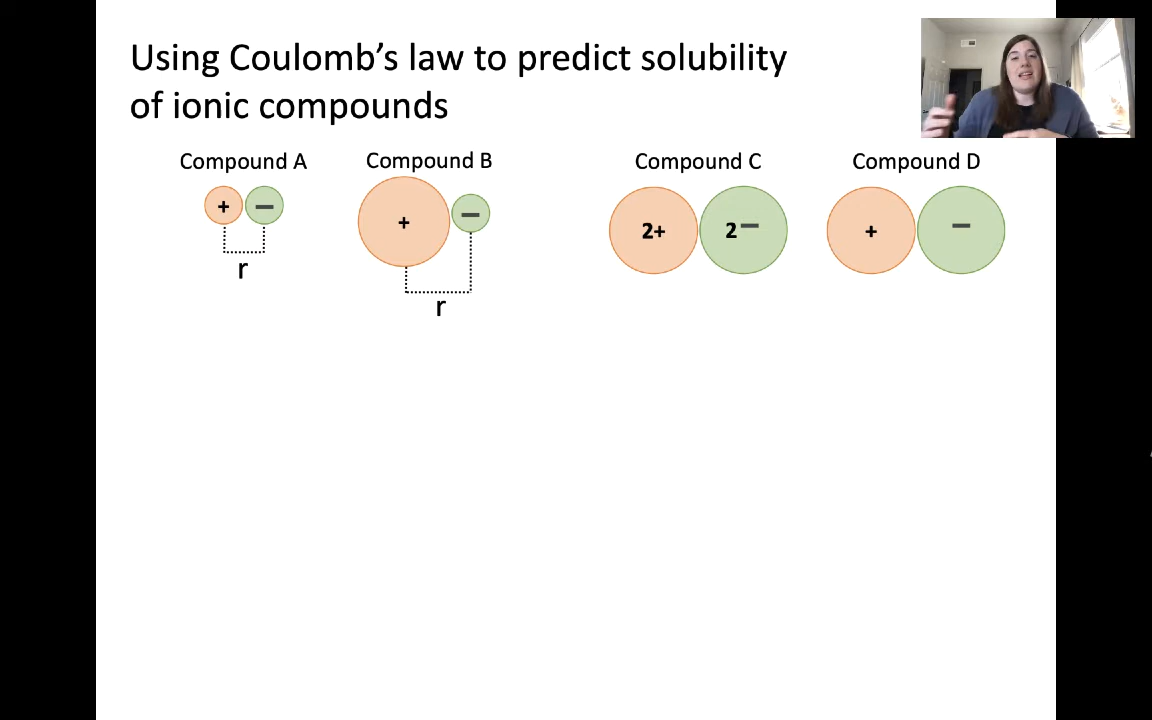 Using Coulomb's law to predict solubility
of ionic compounds
Compound A
Compound B
Compound C
Compound D
+ −
+ −
2+ 2−
+ −
r
r